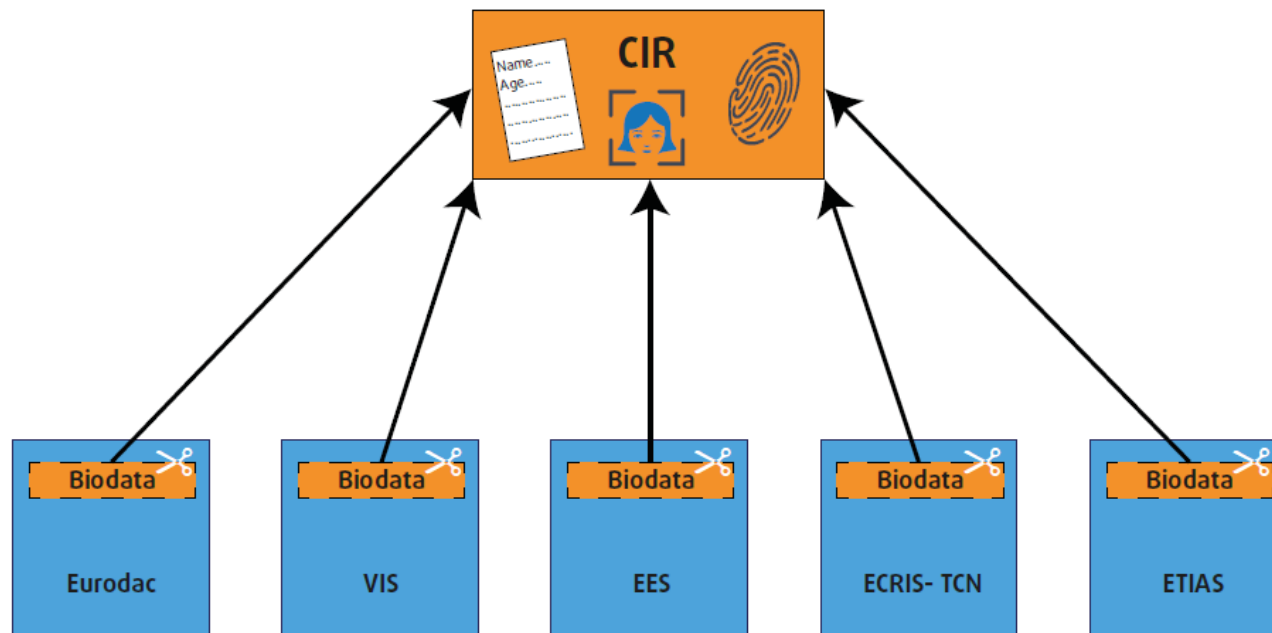 CIR
Name....
Age....
Biodata
Biodata
Biodata
Biodata
Biodata
Eurodac
VIS
EES
ECRIS- TCN
ETIAS